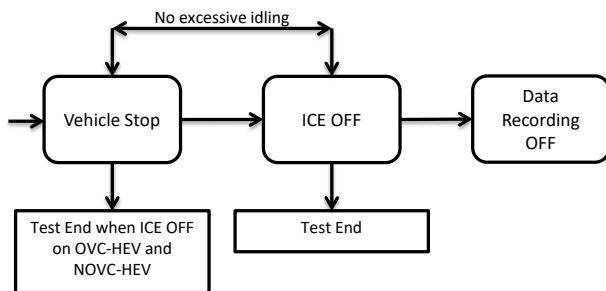 No excessive idling
Vehicle Stop
ICE OFF
Data
Recording
OFF
Test End when ICE OFF
on OVC-HEV and
NOVC-HEV
Test End